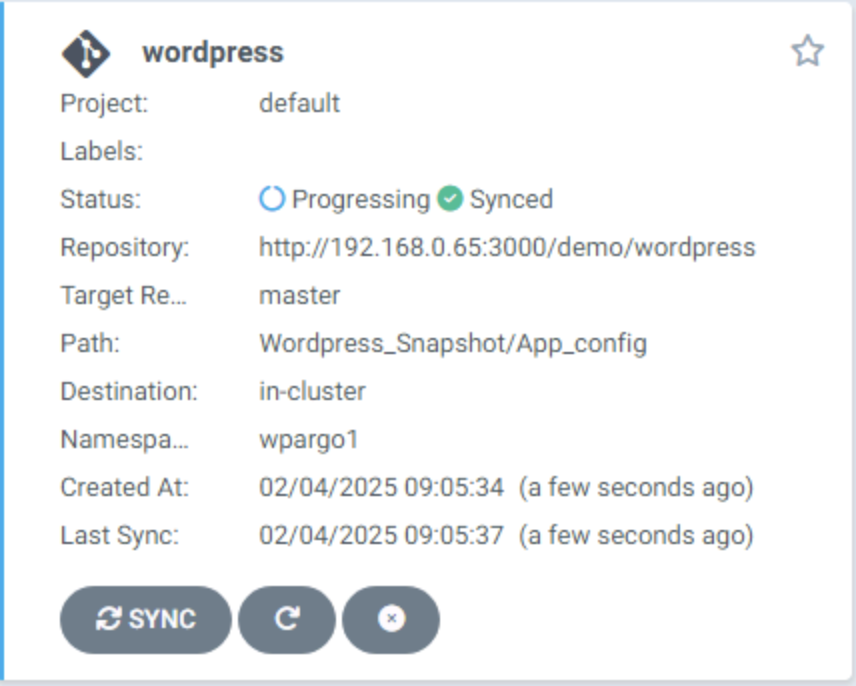 wordpress
Project: default
Labels:
Status: Progressing Synced
Repository: http://192.168.0.65:3000/demo/wordpress
Target Re... master
Path: Wordpress_Snapshot/App_config
Destination: in-cluster
Namespa... wpargo1
Created At: 02/04/2025 09:05:34 (a few seconds ago)
Last Sync: 02/04/2025 09:05:37 (a few seconds ago)
SYNC